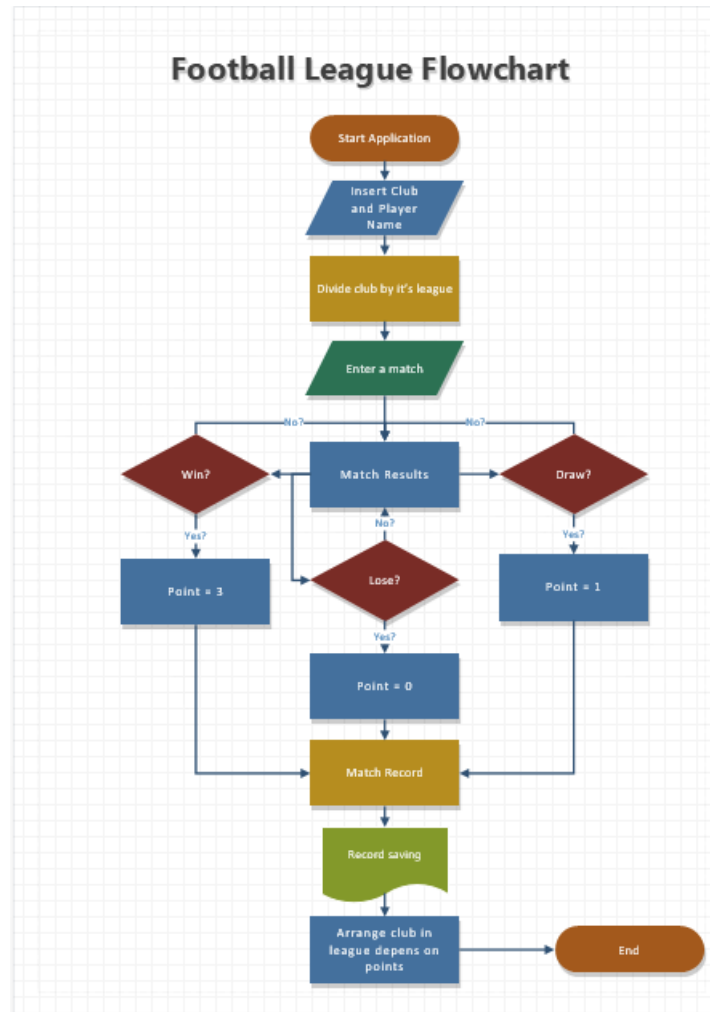 Football League Flowchart
Start Application
Insert Club
and Player
Name
Divide club by it's league
Enter a match
No?
No?
Win?
Match Results
Draw?
Yes?
No?
Yes?
Point = 3
Lose?
Point = 1
Yes?
Point = 0
Match Record
Record saving
Arrange club in
league depens on
points
End